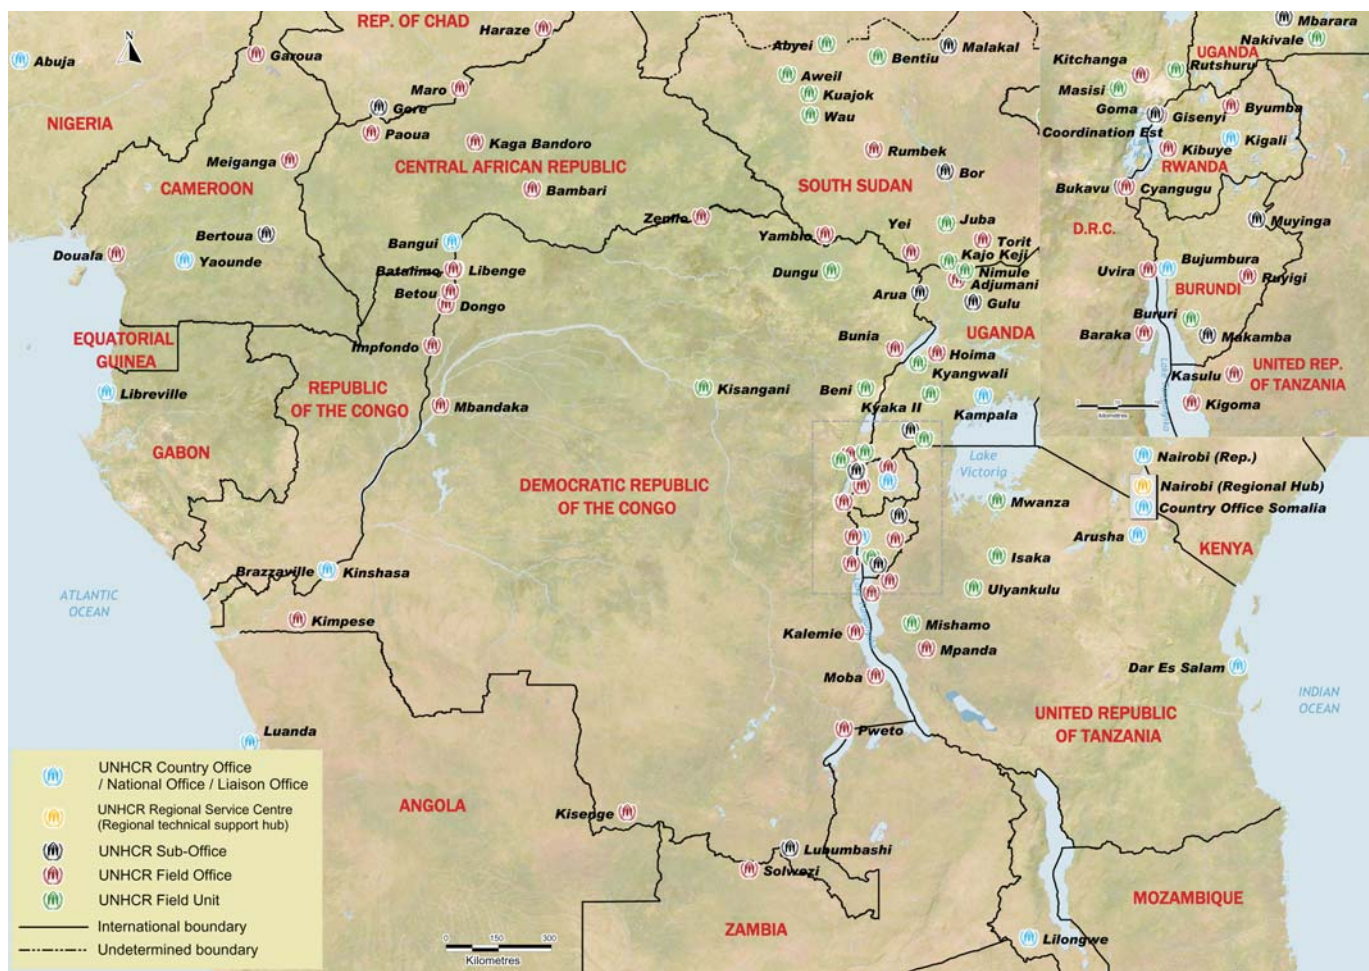 REP. OF CHAD
Haraze
N
Abuja
Garoua
Maro
Gore
NIGERIA
Paoua
Kaga Bandoro
Meiganga
CENTRAL AFRICAN REPUBLIC
CAMEROON
Bambari
Bertoua
Bangui
Zemio
Douala
Yaounde
Batalimo
Libenge
Betou
Dongo
EQUATORIAL
GUINEA
Impfondo
Libreville
REPUBLIC
OF THE CONGO
Mbandaka
Kisangani
GABON
DEMOCRATIC REPUBLIC
OF THE CONGO
Brazzaville
Kinshasa
ATLANTIC
OCEAN
Kimpese
Luanda
ANGOLA
Kisenge
Lubumbashi
Solwezi
ZAMBIA
Abyei
Bentiu
Malakal
Aweil
Kuajok
Wau
Rumbek
Bor
SOUTH SUDAN
Juba
Yambio
Yei
Torit
Kajo Keji
Dungu
Nimule
Adjumani
Arua
Gulu
UGANDA
Bunia
Hoima
Kyangwali
Beni
Kyaka II
Kampala
Lake
Victoria
Mwanza
Isaka
Ulyankulu
Mishamo
Kalemie
Mpanda
Moba
Pweto
UNITED REPUBLIC
OF TANZANIA
Dar Es Salam
INDIAN
OCEAN
Nairobi (Rep.)
Nairobi (Regional Hub)
Country Office Somalia
Arusha
KENYA
MOZAMBIQUE
Lilongwe
Mbarara
Nakivale
UGANDA
Kitchanga
Rutshuru
Masisi
Goma
Gisenyi
Byumba
Coordination Est
Kigali
Kibuye
RWANDA
Bukavu
Cyangugu
D.R.C.
Muyinga
Uvira
Bujumbura
Ruyigi
BURUNDI
Bururi
Baraka
Makamba
UNITED REP.
OF TANZANIA
Kasulu
Kigoma
Kilometres
UNHCR Country Office
/ National Office / Liaison Office
UNHCR Regional Service Centre
(Regional technical support hub)
UNHCR Sub-Office
UNHCR Field Office
UNHCR Field Unit
International boundary
Undetermined boundary
0 150 300
Kilometres